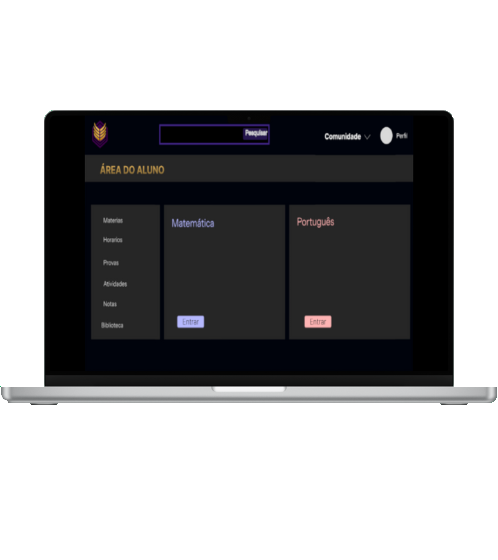 Pesquisar
Comunidade
Perfil
ÁREA DO ALUNO
Materias
Horarios
Provas
Atividades
Notas
Biblioteca
Matemática
Entrar
Português
Entrar